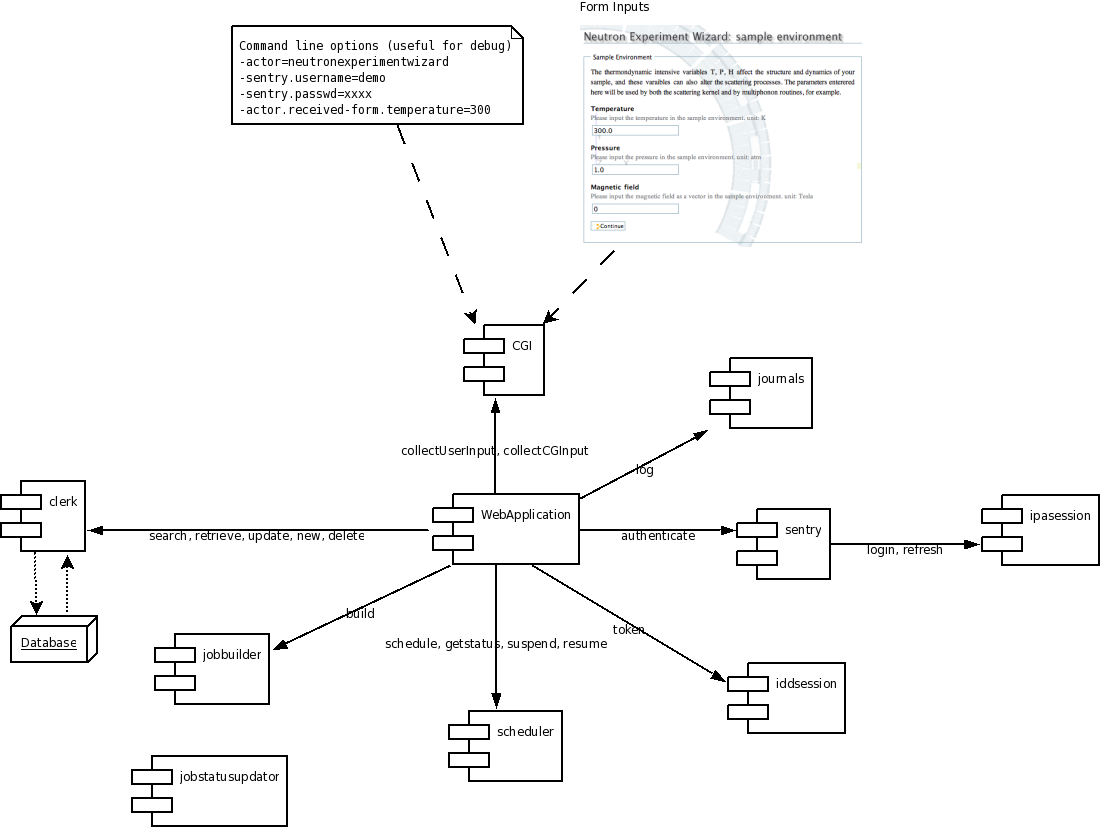 Form Inputs
Command line options (useful for debug)
-actor=neutronexperimentwizard
-sentry.username=demo
-sentry.passwd=xxxx
-actor.received-form.temperature=300
Neutron Experiment Wizard: sample environment
Sample Environment
The thermodynamic intensive variables T, P, H affect the structure and dynamics of your
sample, and these varaibles can also alter the scattering processes. The parameters enterered
here will be used by both the scattering kernel and by multiphonon routines, for example.
Temperature
Please input the temperature in the sample environment. unit: K
300.0
Pressure
Please input the pressure in the sample environment. unit: atm
1.0
Magnetic field
Please input the magnetic field as a vector in the sample environment. unit: Tesla
0
Continue
CGI
journals
collectUserInput, collectCGInput
log
clerk
WebApplication
sentry
ipasession
search, retrieve, update, new, delete
authenticate
login, refresh
build
token
Database
schedule, getstatus, suspend, resume
jobbuilder
iddsession
scheduler
jobstatusupdator